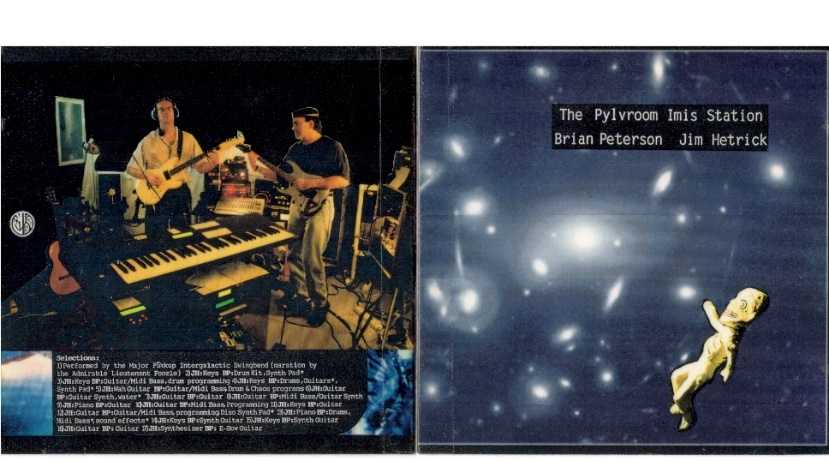 Selections:
1)Performed by the Major Pükkup Intergalactic Swingband(naration by
the Admirable Lieutenant Foozle) 2)JH:Keys BP:Drum Kit,Synth Pad*
3)JH:Keys BP:Guitar/Midi Bass,drum programming 4)JH:Keys BP:Drums,Guitars*,
Synth Pad* 5)JH:Wah Guitar BP:Guitar/Midi Bass,Drum & Chaos programs 6)JH:Guitar
BP:Guitar Synth,water* 7)JH:Guitar BP:Guitar 8)JH:Guitar BP:Midi Bass/Guitar Synth
9)JH:Piano BP:Guitar 10)JH:Guitar BP:Midi Bass,Programming 11)JH:Keys BP:Guitar
12)JH:Guitar BP:Guitar/Midi Bass,programming Disc Synth Pad* 13)JH:Piano BP:Drums,
Midi Bass*sound effects* 14)JH:Keys BP:Synth Guitar 15)JH:Keys BP:Synth Guitar
16)JH:Guitar BP:Guitar 17)JH:Synthesizer BP: E-Bow Guitar
The Pylvroom Imis Station
Brian Peterson Jim Hetrick